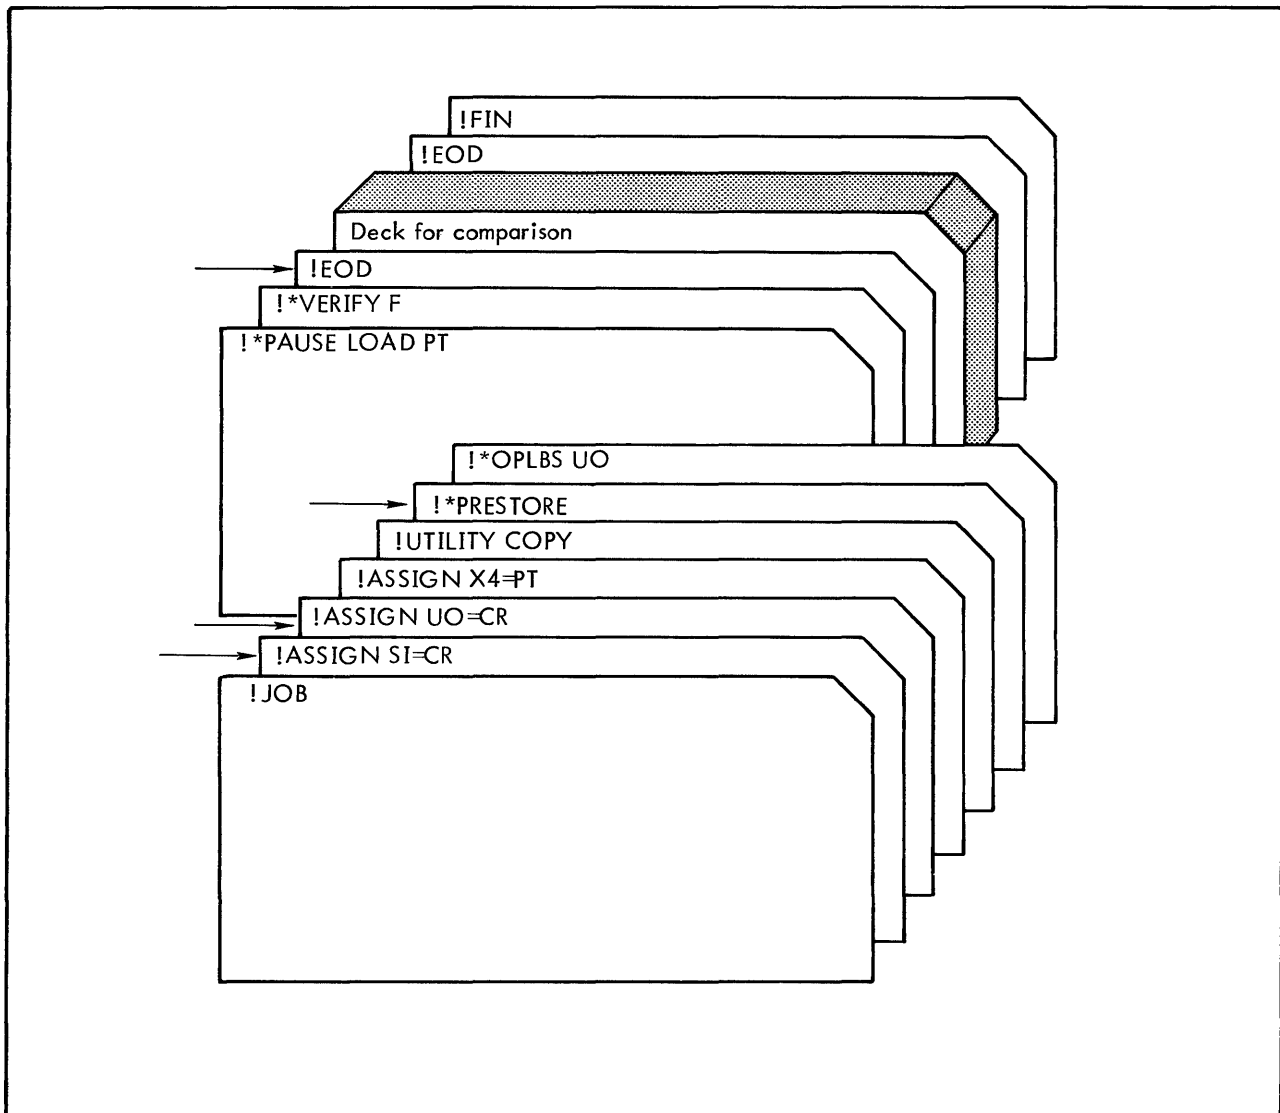 !FIN
!EOD
Deck for comparison
!EOD
!*VERIFY F
!*PAUSE LOAD PT
!*OPLBS UO
!*PRESTORE
!UTILITY COPY
!ASSIGN X4=PT
!ASSIGN UO=CR
!ASSIGN SI=CR
!JOB